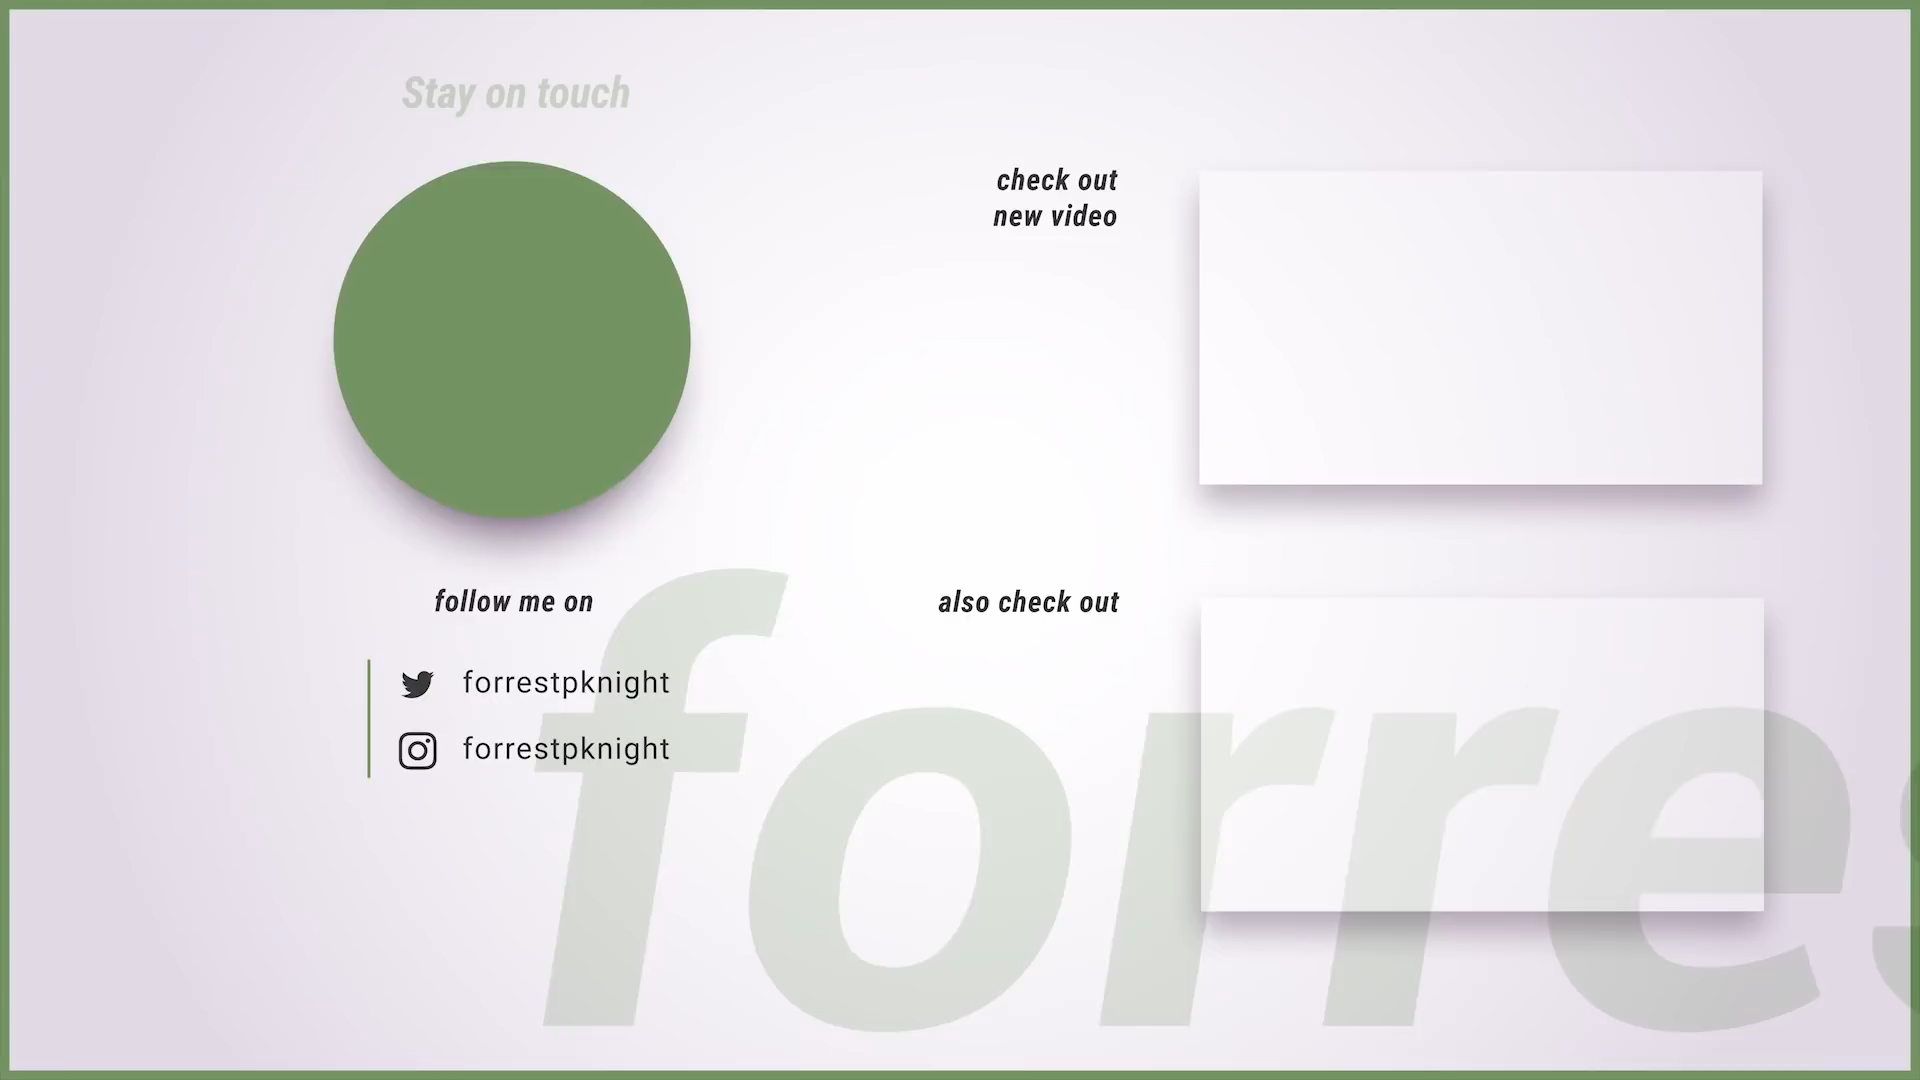 Stay on touch
check out
new video
follow me on
also check out
forrestpknight
forrestpknight
forres